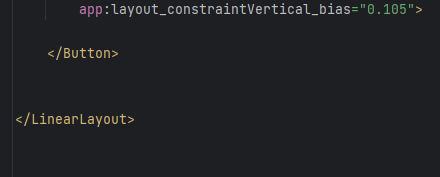 app:layout_constraintVertical_bias="0.105">
</Button>
</LinearLayout>